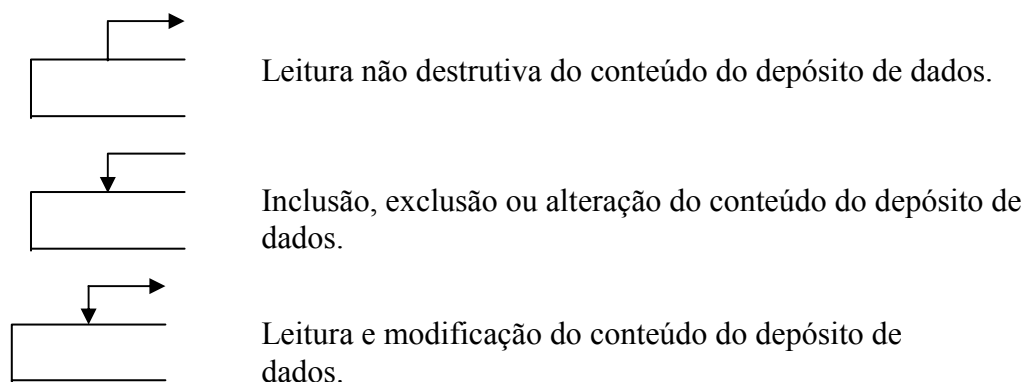 Leitura não destrutiva do conteúdo do depósito de dados.
Inclusão, exclusão ou alteração do conteúdo do depósito de
dados.
Leitura e modificação do conteúdo do depósito de
dados.